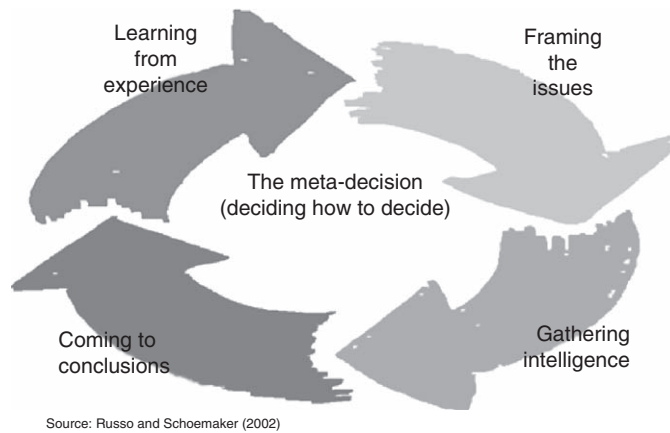 Learning
from
experience
Framing
the
issues
The meta-decision
(deciding how to decide)
Coming to
conclusions
Gathering
intelligence
Source: Russo and Schoemaker (2002)